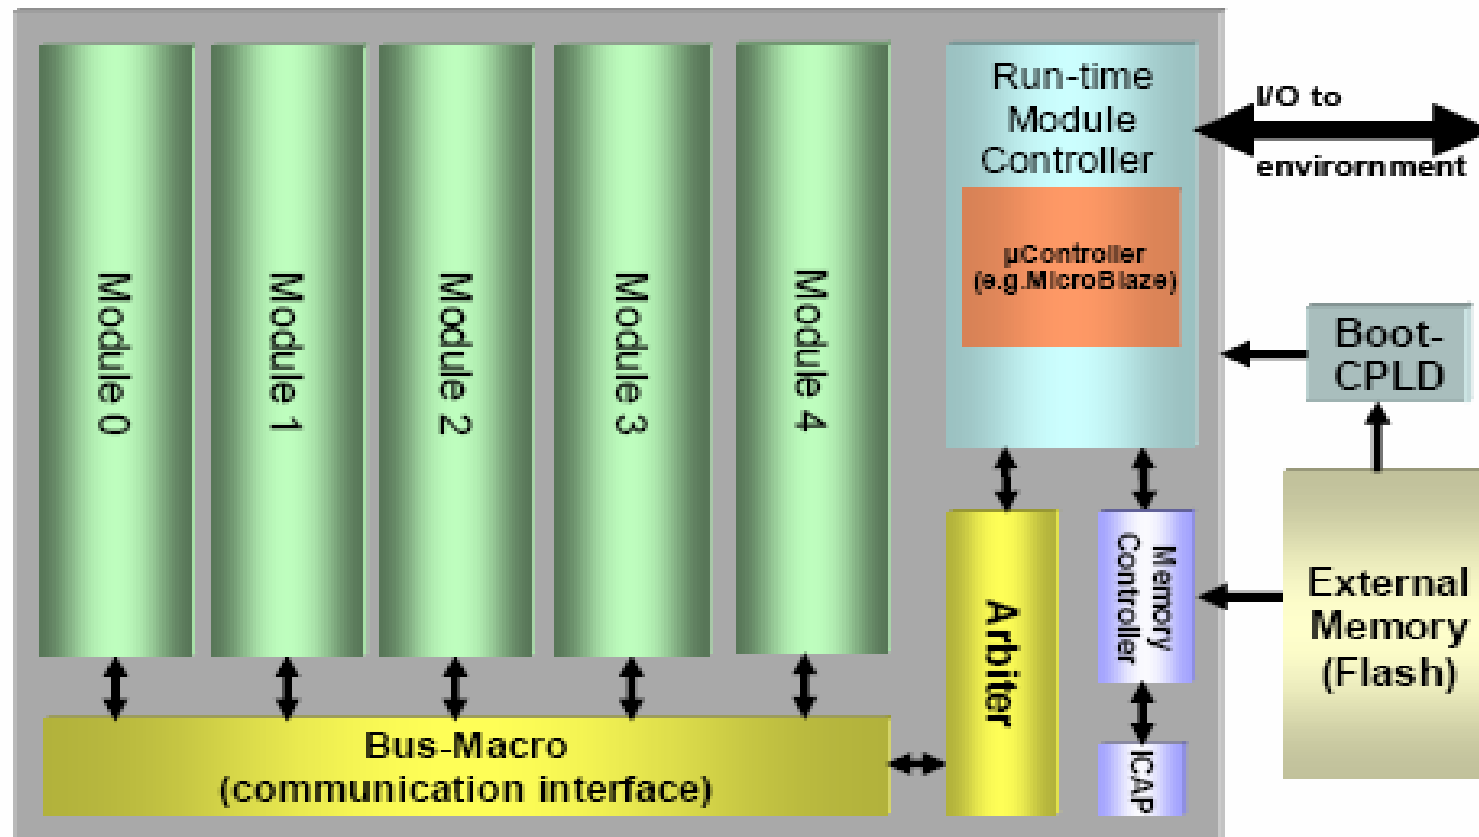 Module 0
Module 1
Module 2
Module 3
Module 4
Run-time
Module
Controller
µController
(e.g.MicroBlaze)
I/O to
envirornment
Boot-
CPLD
External
Memory
(Flash)
Memory
Controller
Arbiter
ICAP
Bus-Macro
(communication interface)